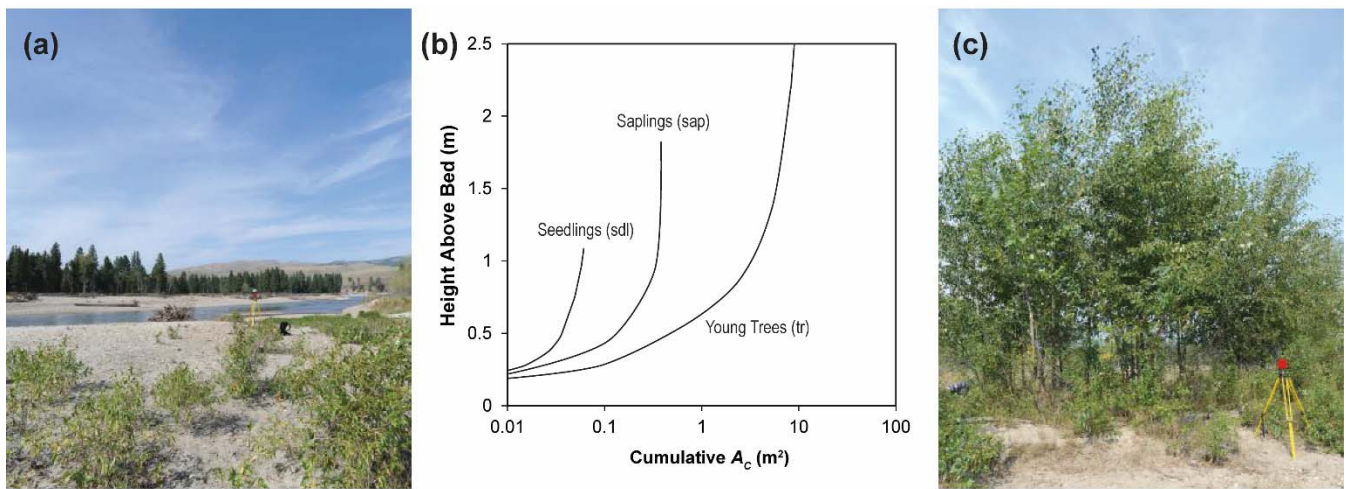 (a)
(b)
2.5
2
1.5
1
0.5
0
Height Above Bed (m)
Seedlings (sdl)
Saplings (sap)
Young Trees (tr)
0.01 0.1 1 10 100
Cumulative A_c (m²)
(c)